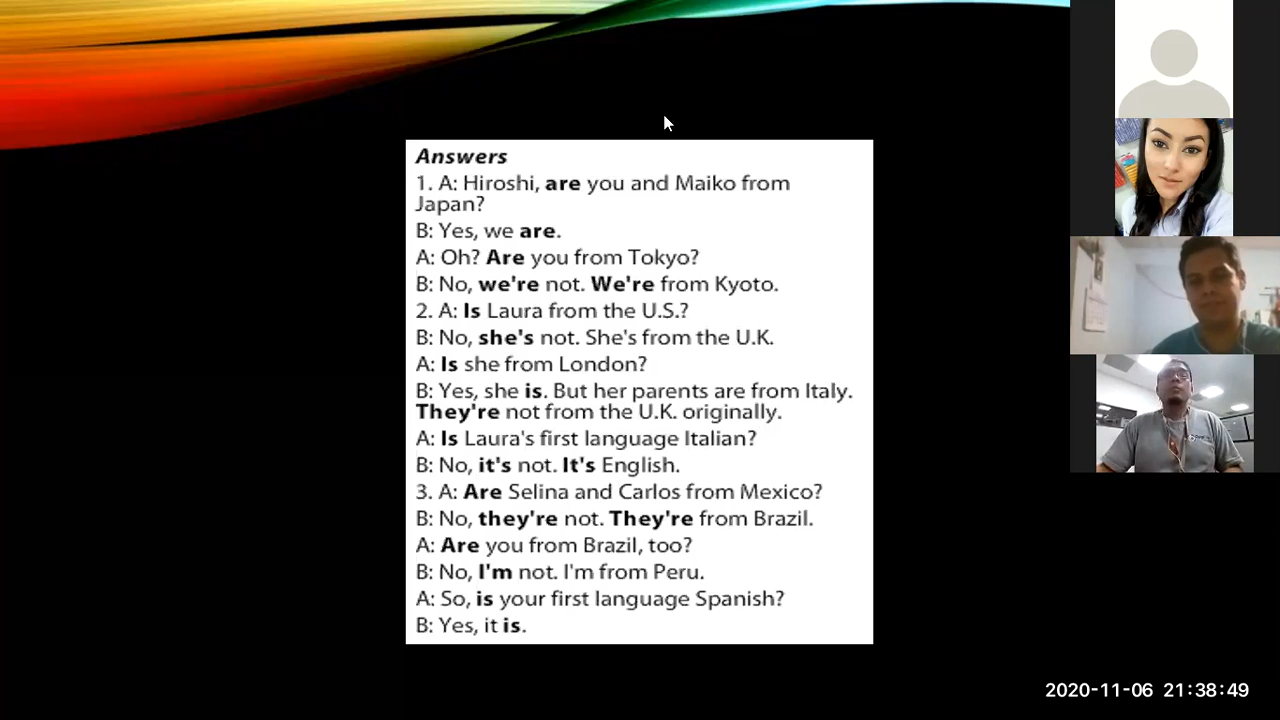 Answers
1. A: Hiroshi, are you and Maiko from
Japan?
B: Yes, we are.
A: Oh? Are you from Tokyo?
B: No, we're not. We're from Kyoto.
2. A: Is Laura from the U.S.?
B: No, she's not. She's from the U.K.
A: Is she from London?
B: Yes, she is. But her parents are from Italy.
They're not from the U.K. originally.
A: Is Laura's first language Italian?
B: No, it's not. It's English.
3. A: Are Selina and Carlos from Mexico?
B: No, they're not. They're from Brazil.
A: Are you from Brazil, too?
B: No, I'm not. I'm from Peru.
A: So, is your first language Spanish?
B: Yes, it is.
2020-11-06 21:38:49